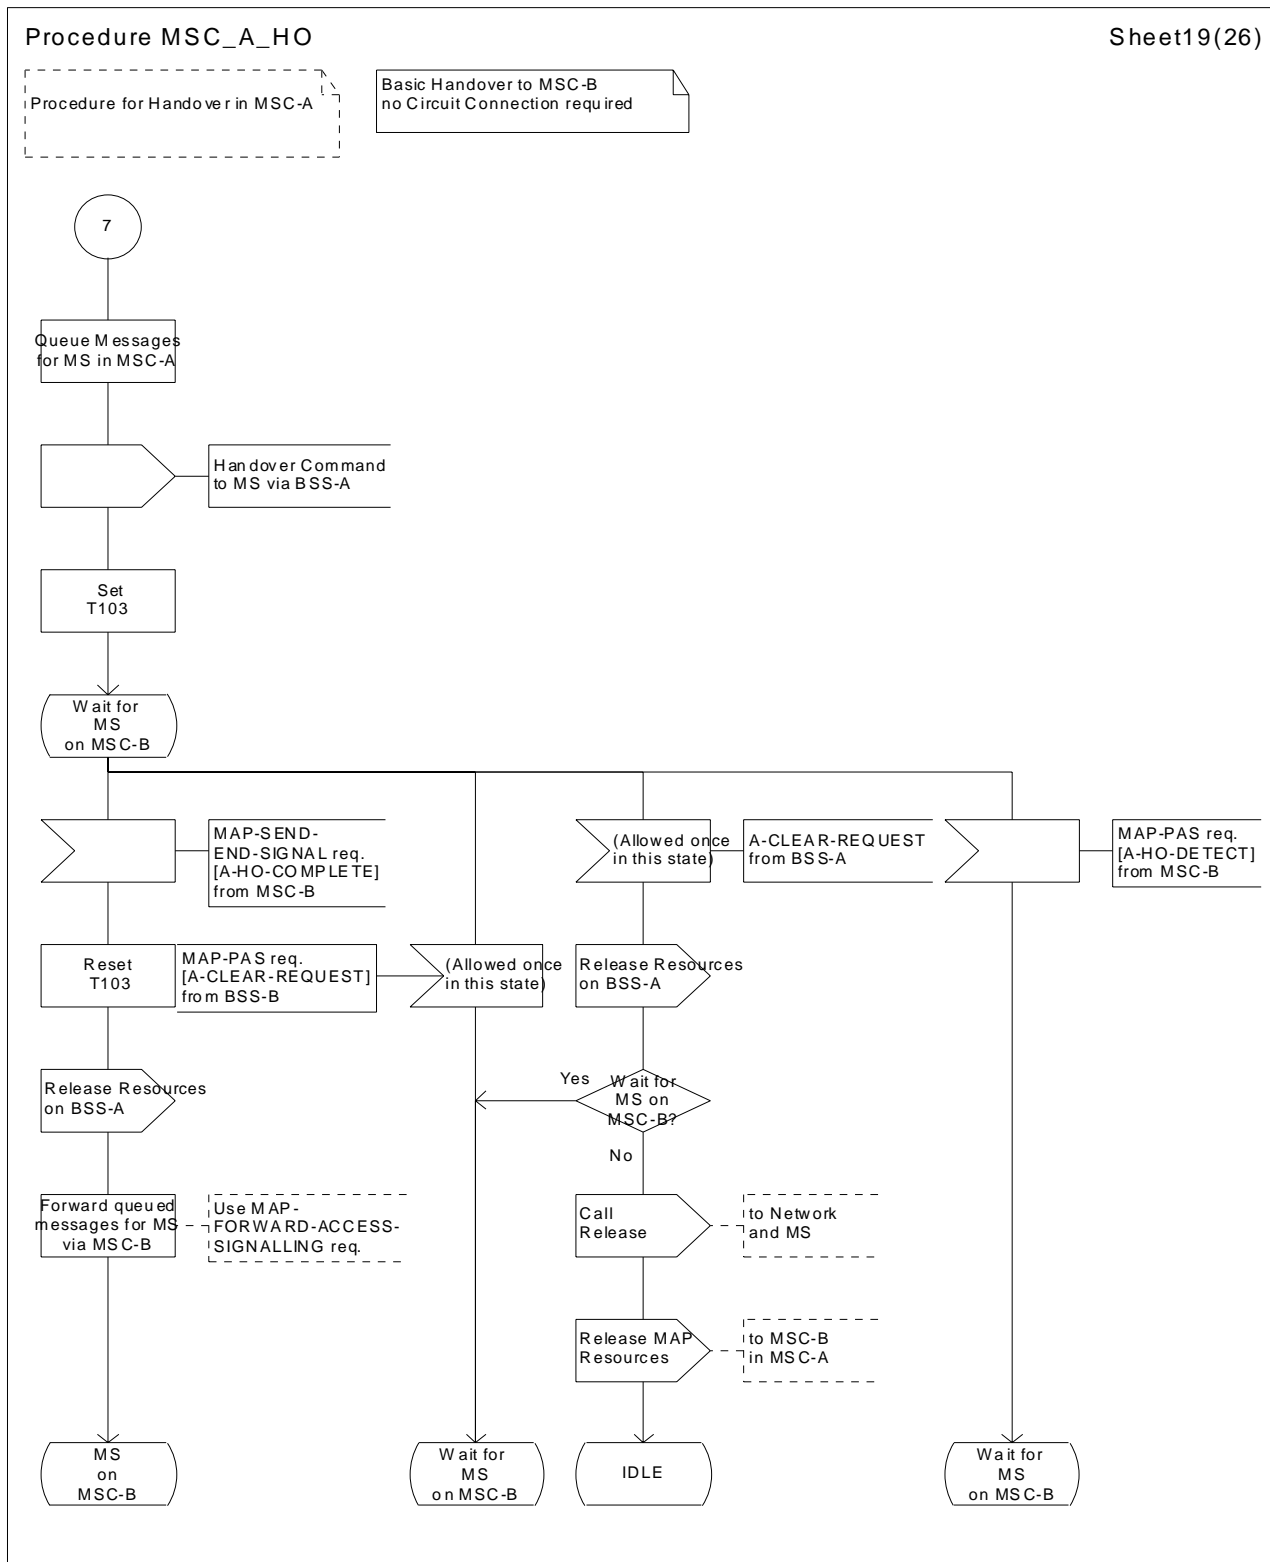 Procedure MSC_A_HO
Sheet19(26)
Procedure for Handover in MSC-A
Basic Handover to MSC-B
no Circuit Connection required
7
Queue Messages
for MS in MSC-A
Handover Command
to MS via BSS-A
Set
T103
Wait for
MS
on MSC-B
MAP-SEND-
END-SIGNAL req.
[A-HO-COMPLETE]
from MSC-B
(Allowed once
in this state)
A-CLEAR-REQUEST
from BSS-A
MAP-PAS req.
[A-HO-DETECT]
from MSC-B
Reset
T103
MAP-PAS req.
[A-CLEAR-REQUEST]
from BSS-B
(Allowed once
in this state)
Release Resources
on BSS-A
Release Resources
on BSS-A
Yes
Wait for
MS on
MSC-B?
No
Forward queued
messages for MS
via MSC-B
Use MAP-
FORWARD-ACCESS-
SIGNALLING req.
Call
Release
to Network
and MS
Release MAP
Resources
to MSC-B
in MSC-A
MS
on
MSC-B
Wait for
MS
on MSC-B
IDLE
Wait for
MS
on MSC-B